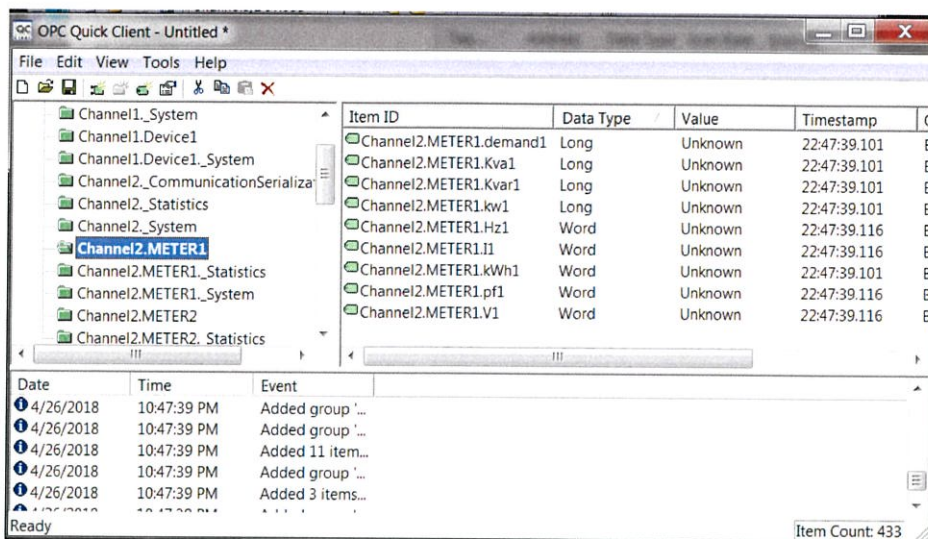 OPC Quick Client - Untitled *
File Edit View Tools Help
Channel1._System
Channel1.Device1
Channel1.Device1._System
Channel2._CommunicationSerializa
Channel2._Statistics
Channel2._System
Channel2.METER1
Channel2.METER1._Statistics
Channel2.METER1._System
Channel2.METER2
Channel2.METER2_Statistics
Item ID Data Type Value Timestamp
Channel2.METER1.demand1 Long Unknown 22:47:39.101
Channel2.METER1.Kva1 Long Unknown 22:47:39.101
Channel2.METER1.Kvar1 Long Unknown 22:47:39.101
Channel2.METER1.kw1 Long Unknown 22:47:39.101
Channel2.METER1.Hz1 Word Unknown 22:47:39.116
Channel2.METER1.I1 Word Unknown 22:47:39.116
Channel2.METER1.kWh1 Word Unknown 22:47:39.101
Channel2.METER1.pf1 Word Unknown 22:47:39.116
Channel2.METER1.V1 Word Unknown 22:47:39.116
Date Time Event
4/26/2018 10:47:39 PM Added group '...
4/26/2018 10:47:39 PM Added group '...
4/26/2018 10:47:39 PM Added 11 item...
4/26/2018 10:47:39 PM Added group '...
4/26/2018 10:47:39 PM Added 3 items...
Ready Item Count: 433